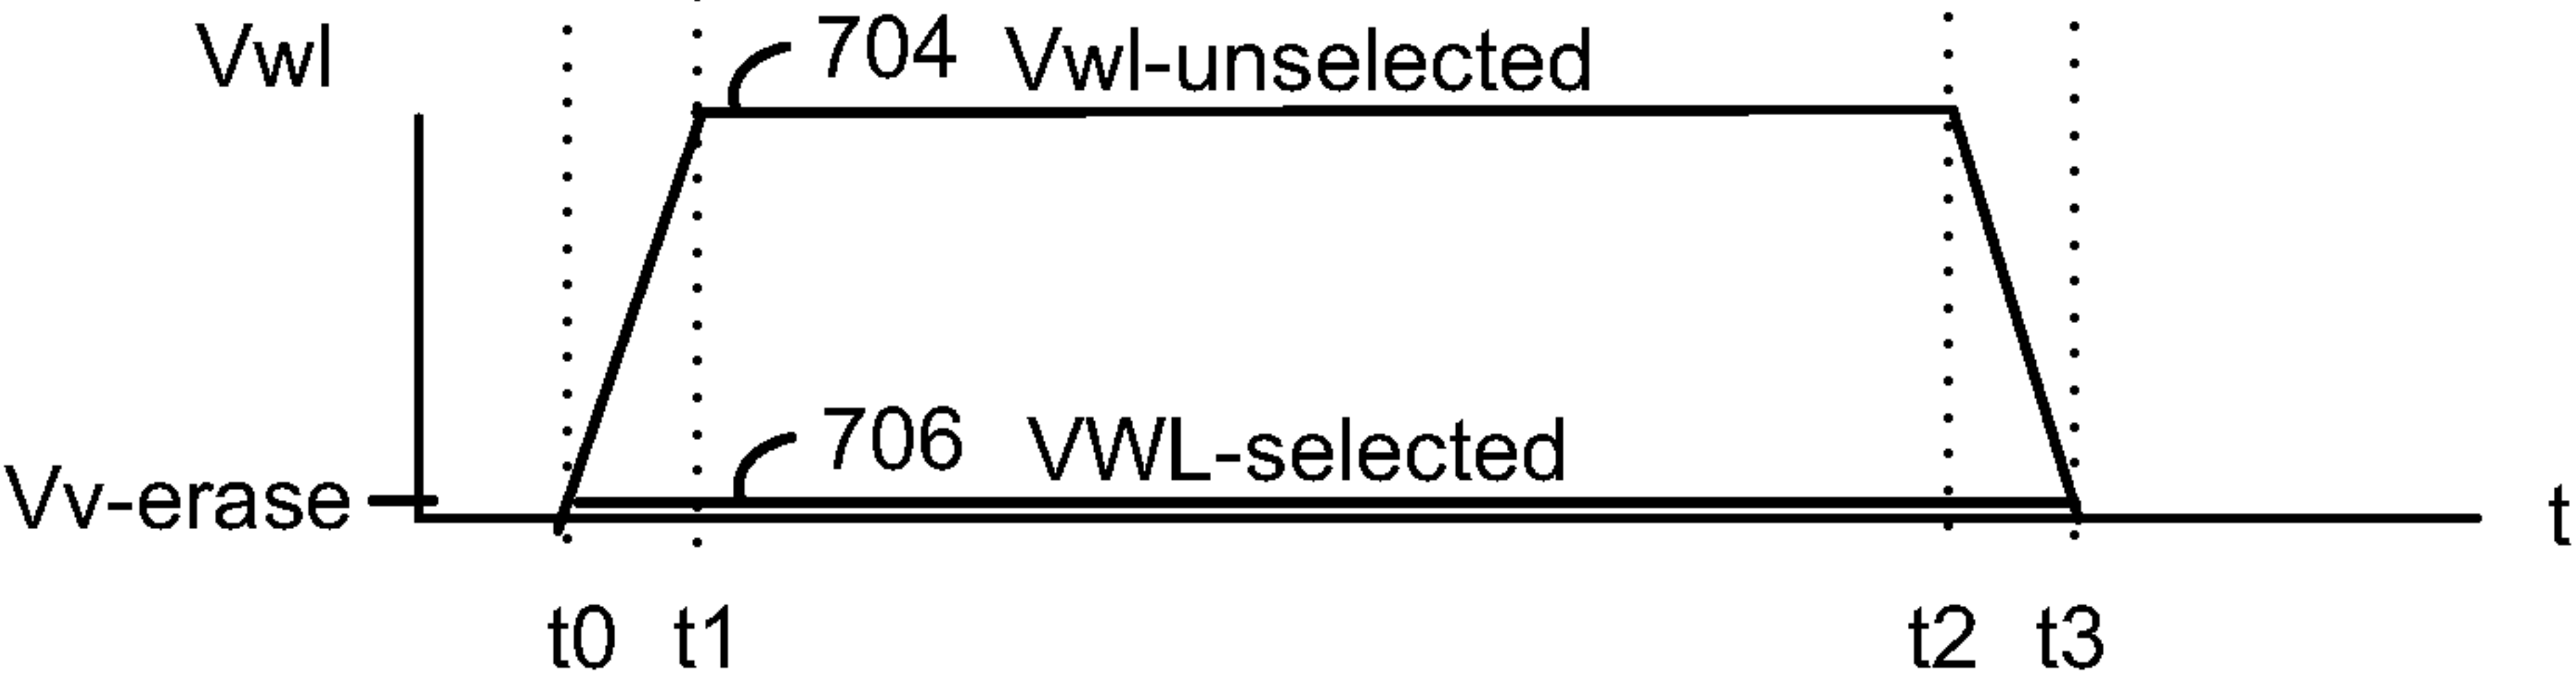 Vwl
704 Vwl-unselected
706 VWL-selected
Vv-erase
t
t0 t1 t2 t3